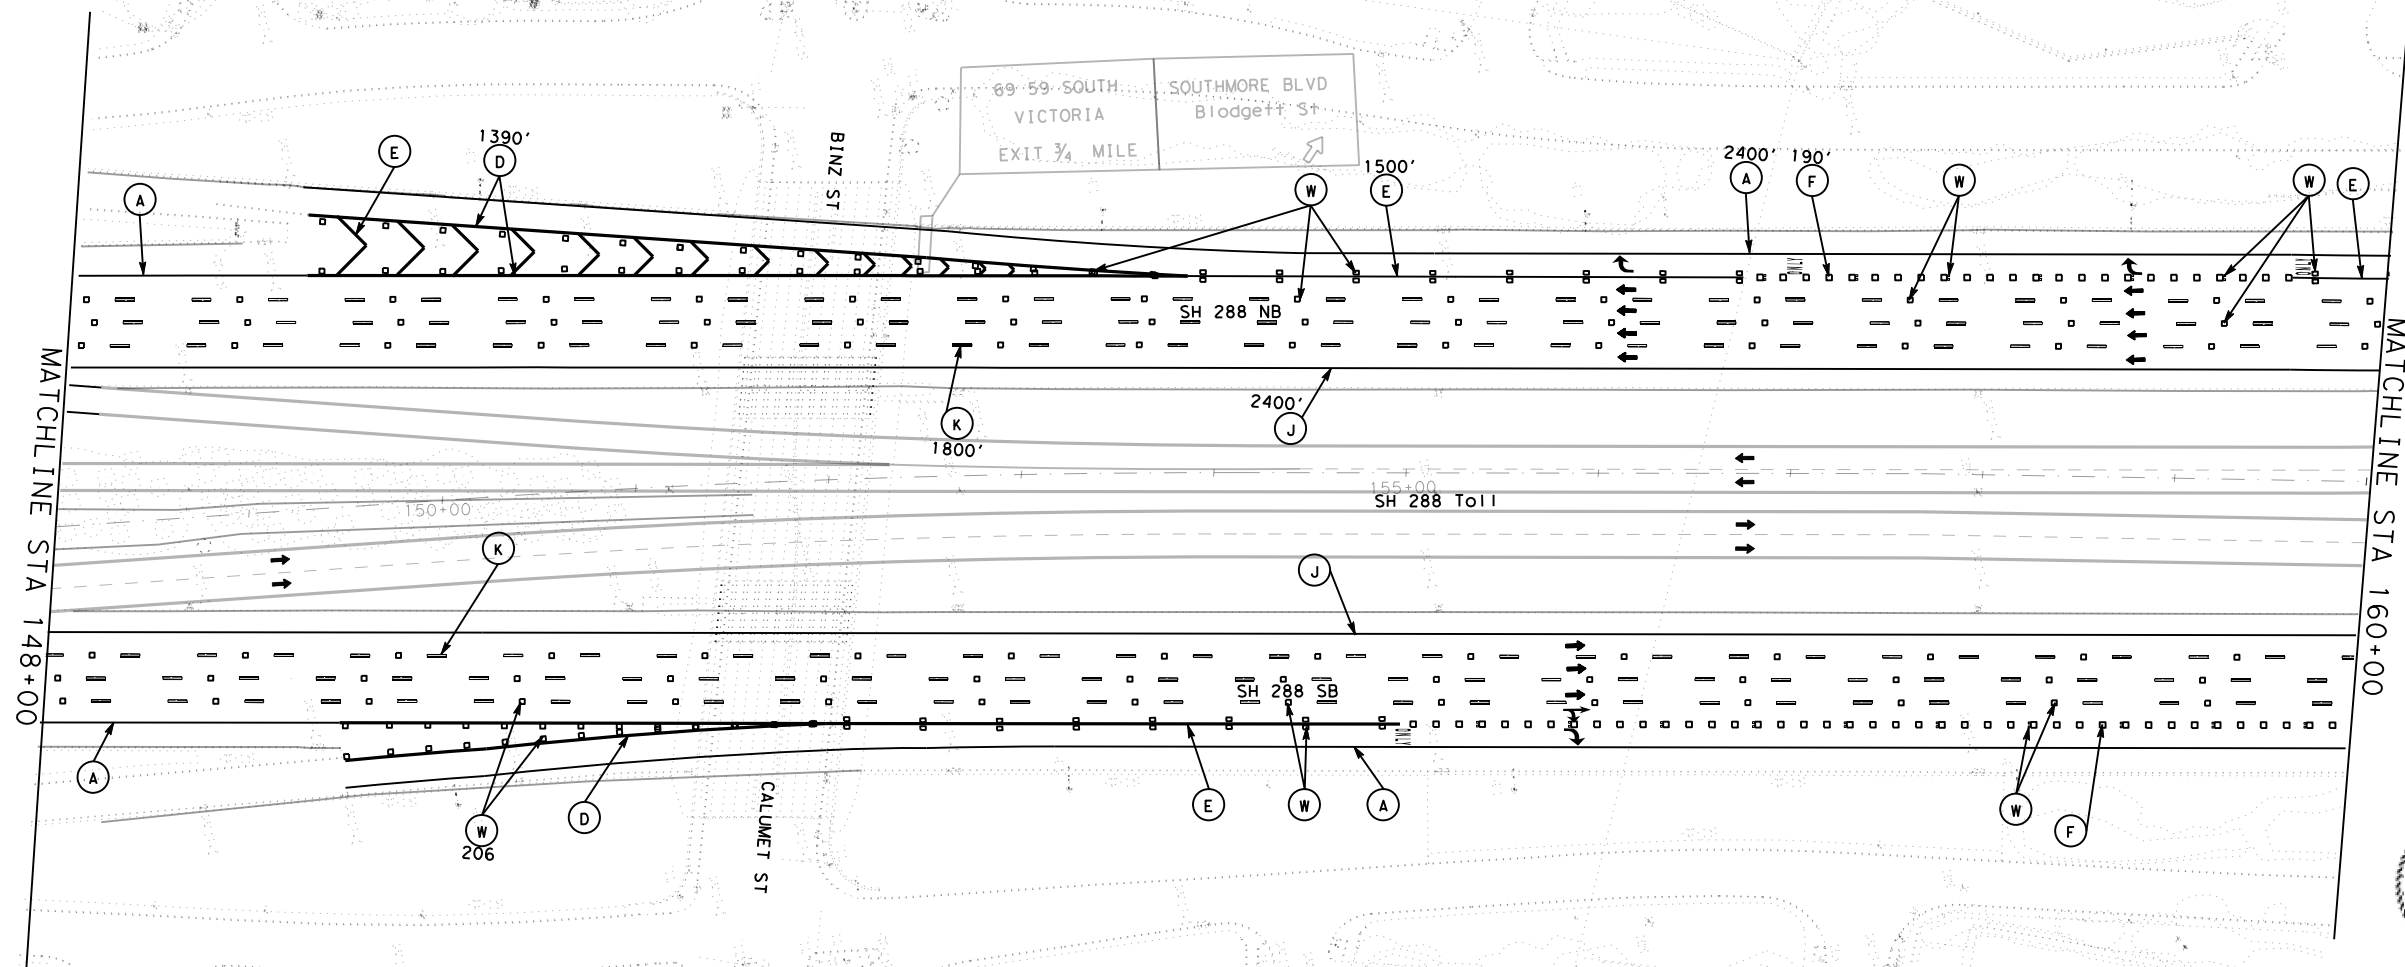 69 59 SOUTH
VICTORIA
EXIT 3/4 MILE
SOUTHMORE BLVD
Blodgett St
BINZ ST
E
1390'
D
A
W
1500'
E
2400'
A
190'
F
W
W
E
SH 288 NB
K
1800'
2400'
J
MATCHLINE STA 148+00
MATCHLINE STA 160+00
150+00
155+00
SH 288 Toll
K
J
SH 288 SB
A
W
206
D
CALUMET ST
E
W
A
W
F